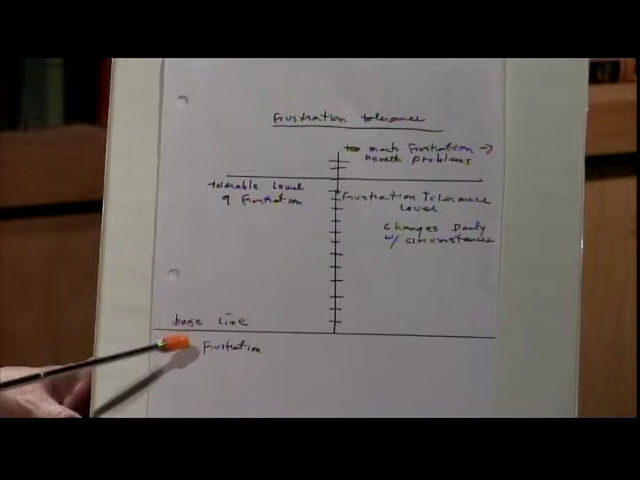 Frustration tolerance
too much Frustration →
health problems
tolerable Level
of Frustration
Frustration Tolerance
Level
Changes Daily
w/ circumstance
base Line
Frustration